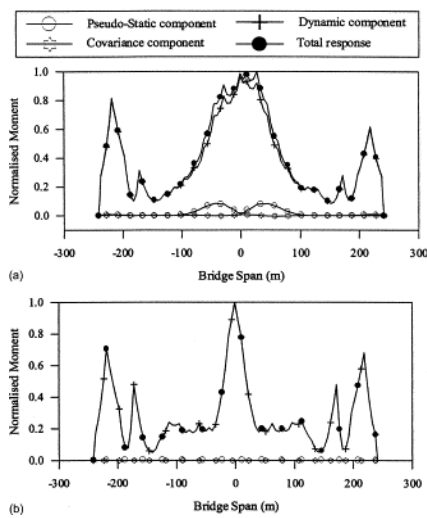 Pseudo-Static component Dynamic component
Covariance component Total response
1.0
0.8
0.6
0.4
0.2
0.0
Normalised Moment
-300 -200 -100 0 100 200 300
(a) Bridge Span (m)
1.0
0.8
0.6
0.4
0.2
0.0
Normalised Moment
-300 -200 -100 0 100 200 300
Bridge Span (m)
(b)